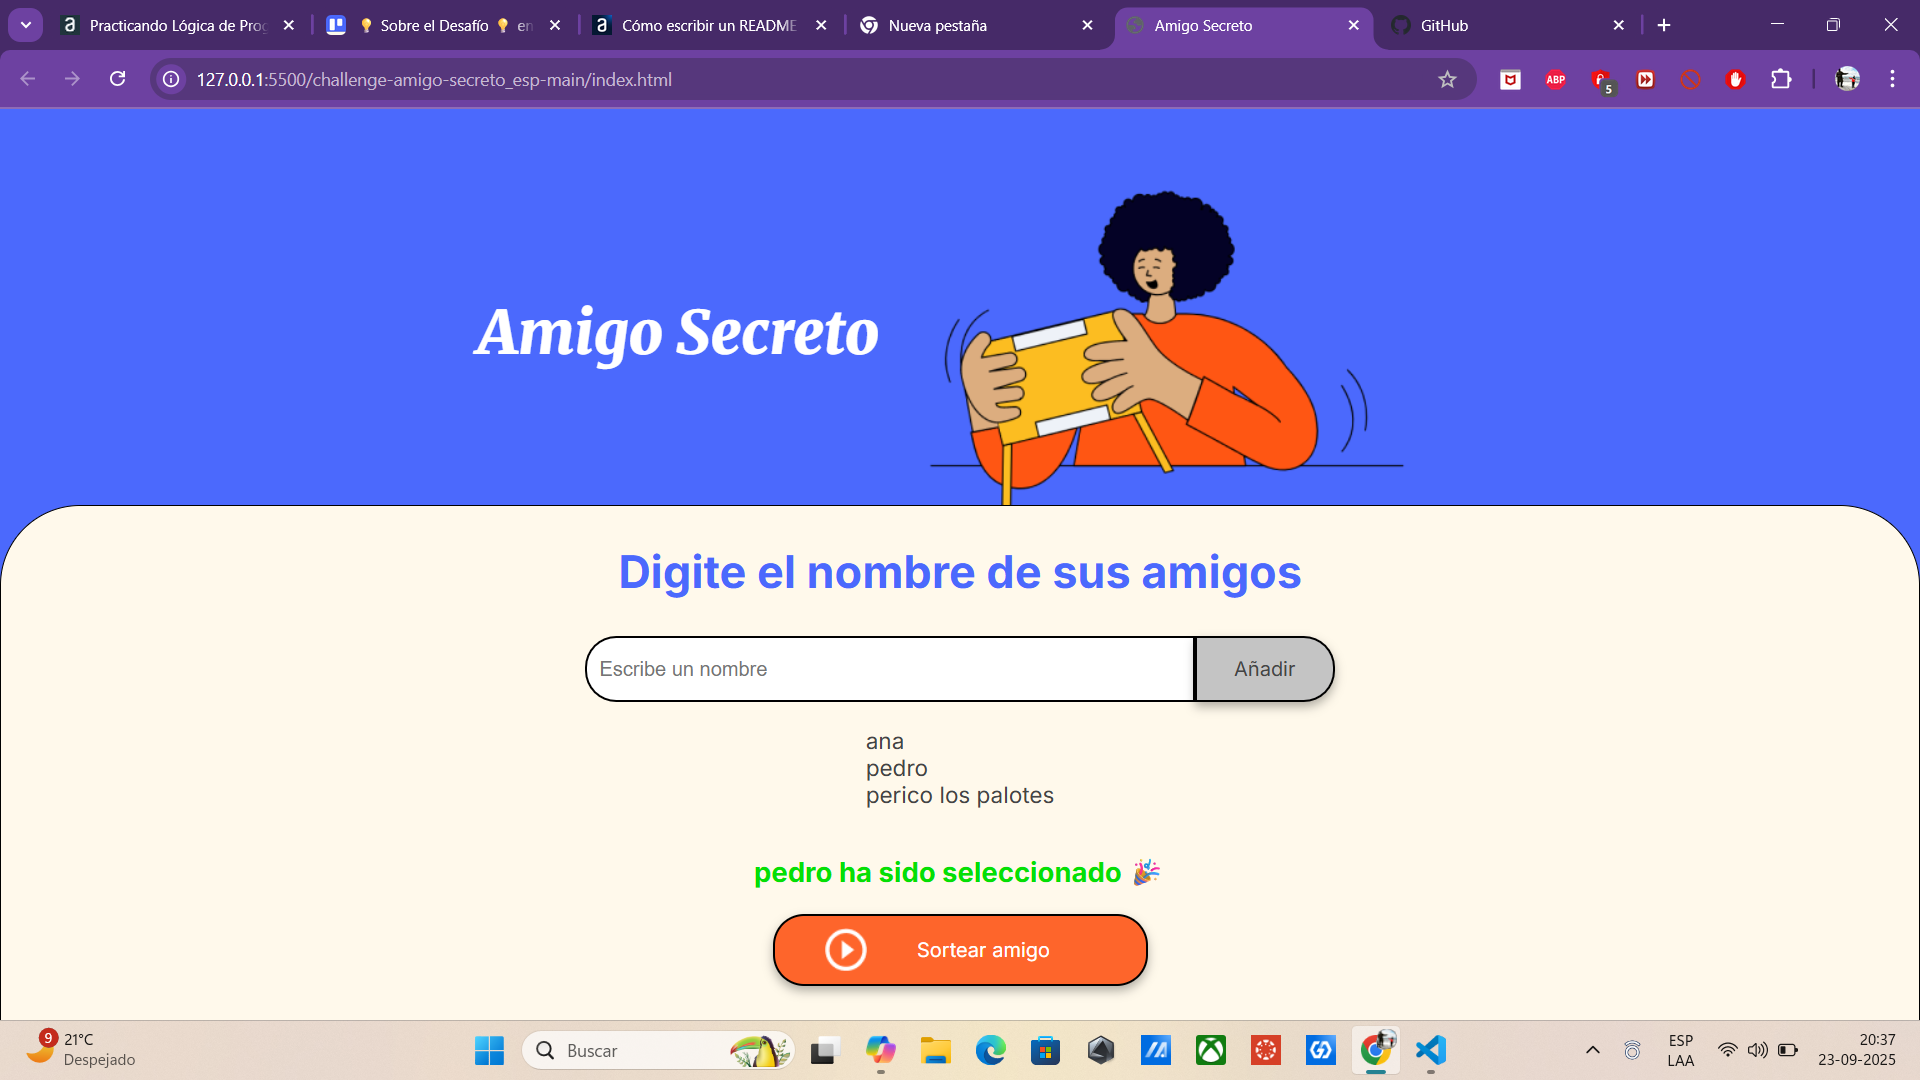 Practicando Lógica de Prog
Sobre el Desafío 💡 en
Cómo escribir un README
Nueva pestaña
Amigo Secreto
GitHub
127.0.0.1:5500/challenge-amigo-secreto_esp-main/index.html
ABP
5
Amigo Secreto
Digite el nombre de sus amigos
Escribe un nombre
Añadir
ana
pedro
perico los palotes
pedro ha sido seleccionado 🎉
Sortear amigo
9
21°C
Despejado
Buscar
ESP
LAA
20:37
23-09-2025